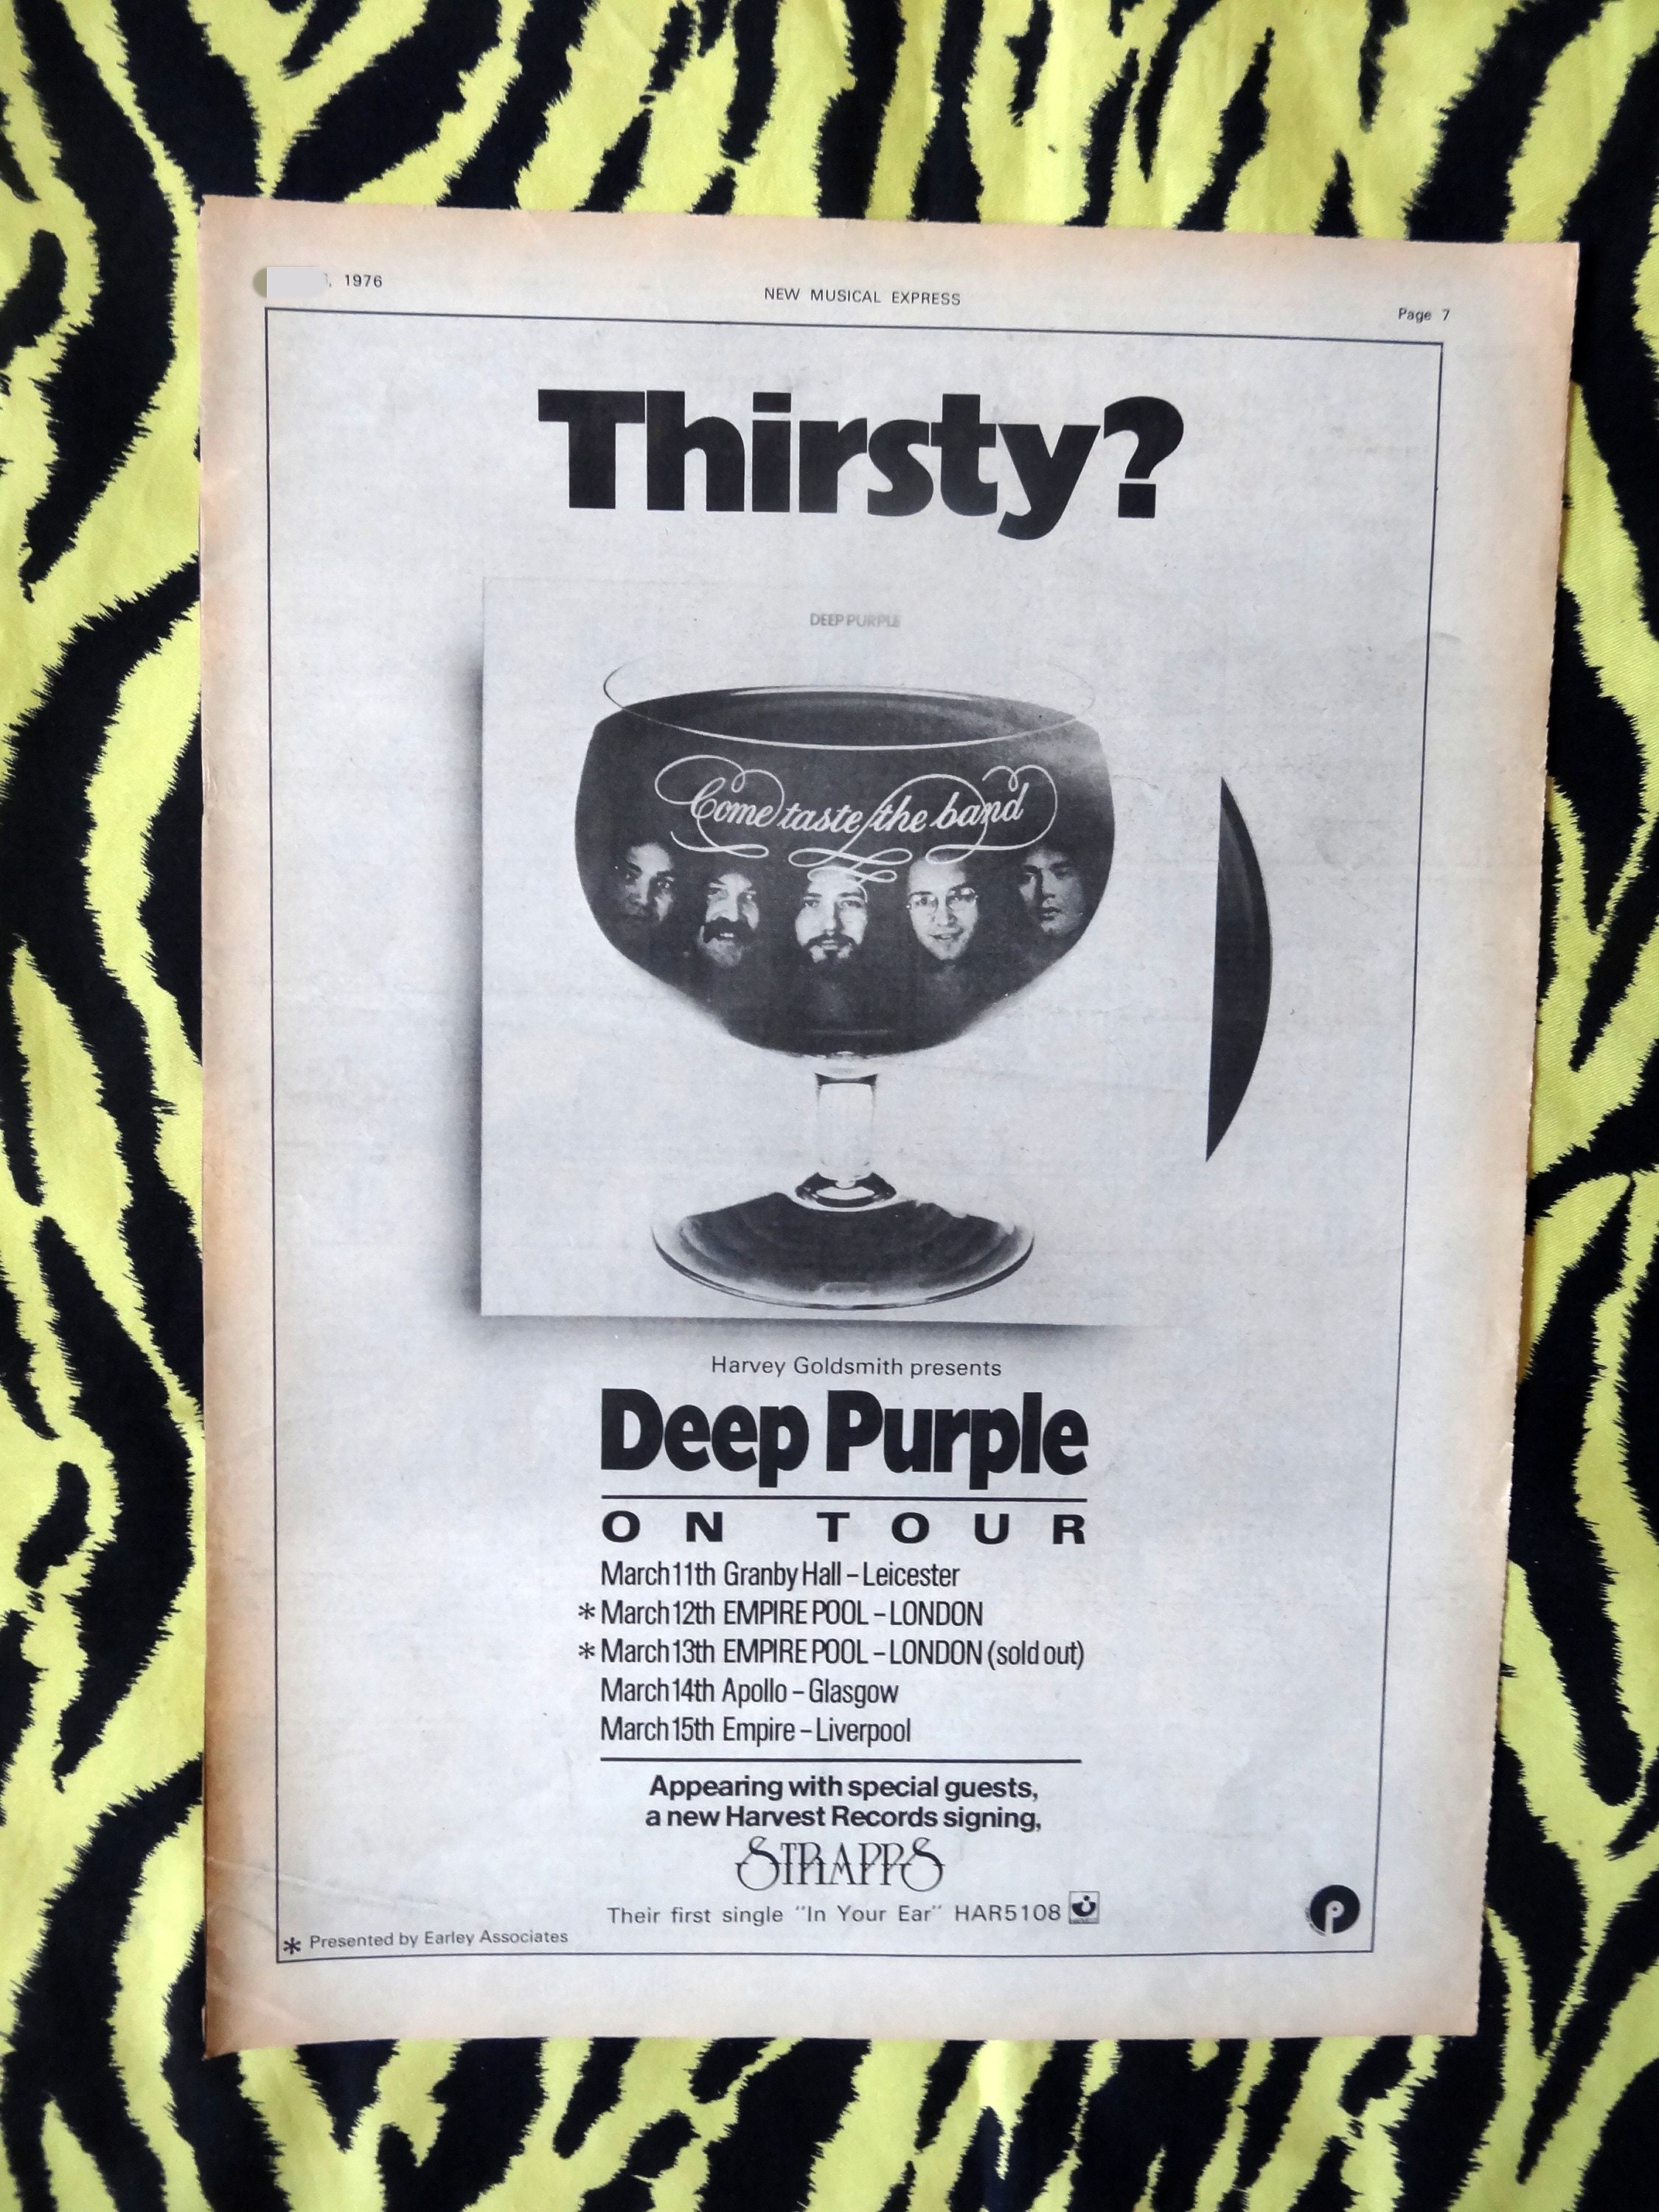 , 1976
NEW MUSICAL EXPRESS
Page 7
Thirsty?
DEEP PURPLE
Come taste the band
Harvey Goldsmith presents
Deep Purple
ON TOUR
March 11th Granby Hall – Leicester
* March 12th EMPIRE POOL – LONDON
* March 13th EMPIRE POOL – LONDON (sold out)
March 14th Apollo – Glasgow
March 15th Empire – Liverpool
Appearing with special guests,
a new Harvest Records signing,
STRAPPS
Their first single "In Your Ear" HAR5108
* Presented by Earley Associates